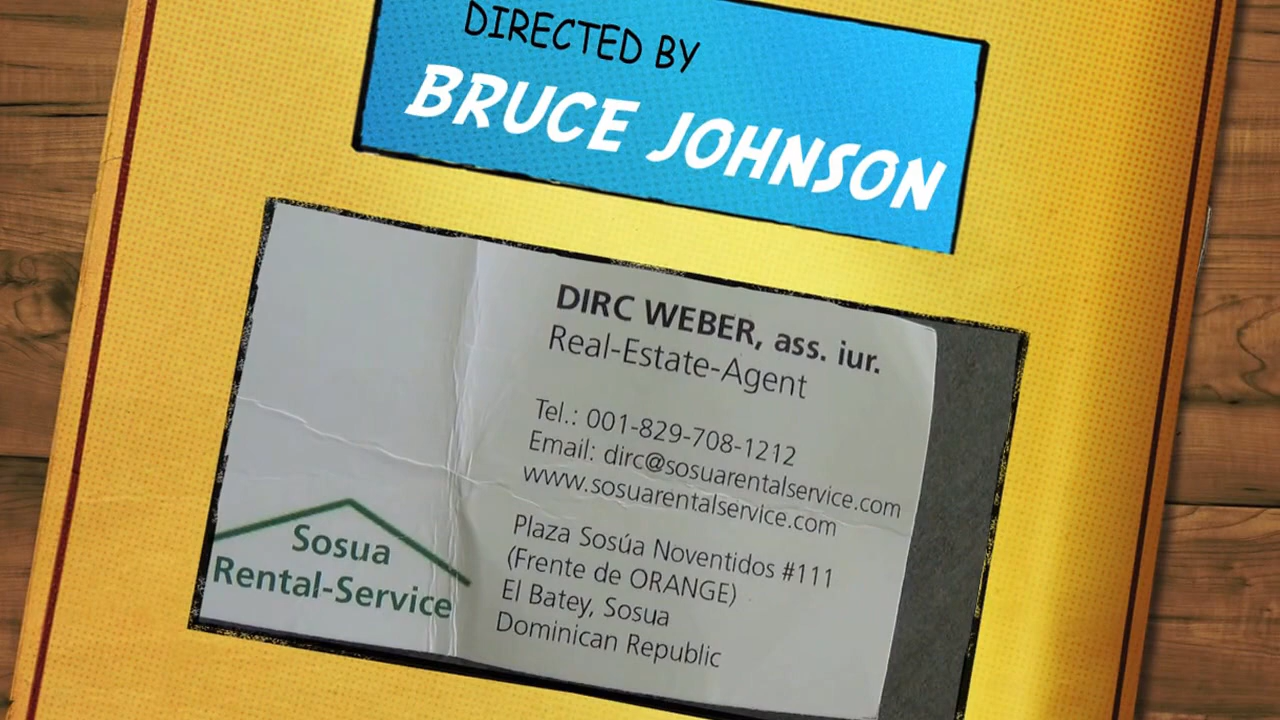 DIRECTED BY
BRUCE JOHNSON
DIRC WEBER, ass. iur.
Real-Estate-Agent
Tel.: 001-829-708-1212
Email: dirc@sosuarentalservice.com
www.sosuarentalservice.com
Plaza Sosúa Noventidos #111
(Frente de ORANGE)
El Batey, Sosua
Dominican Republic
Sosua
Rental-Service